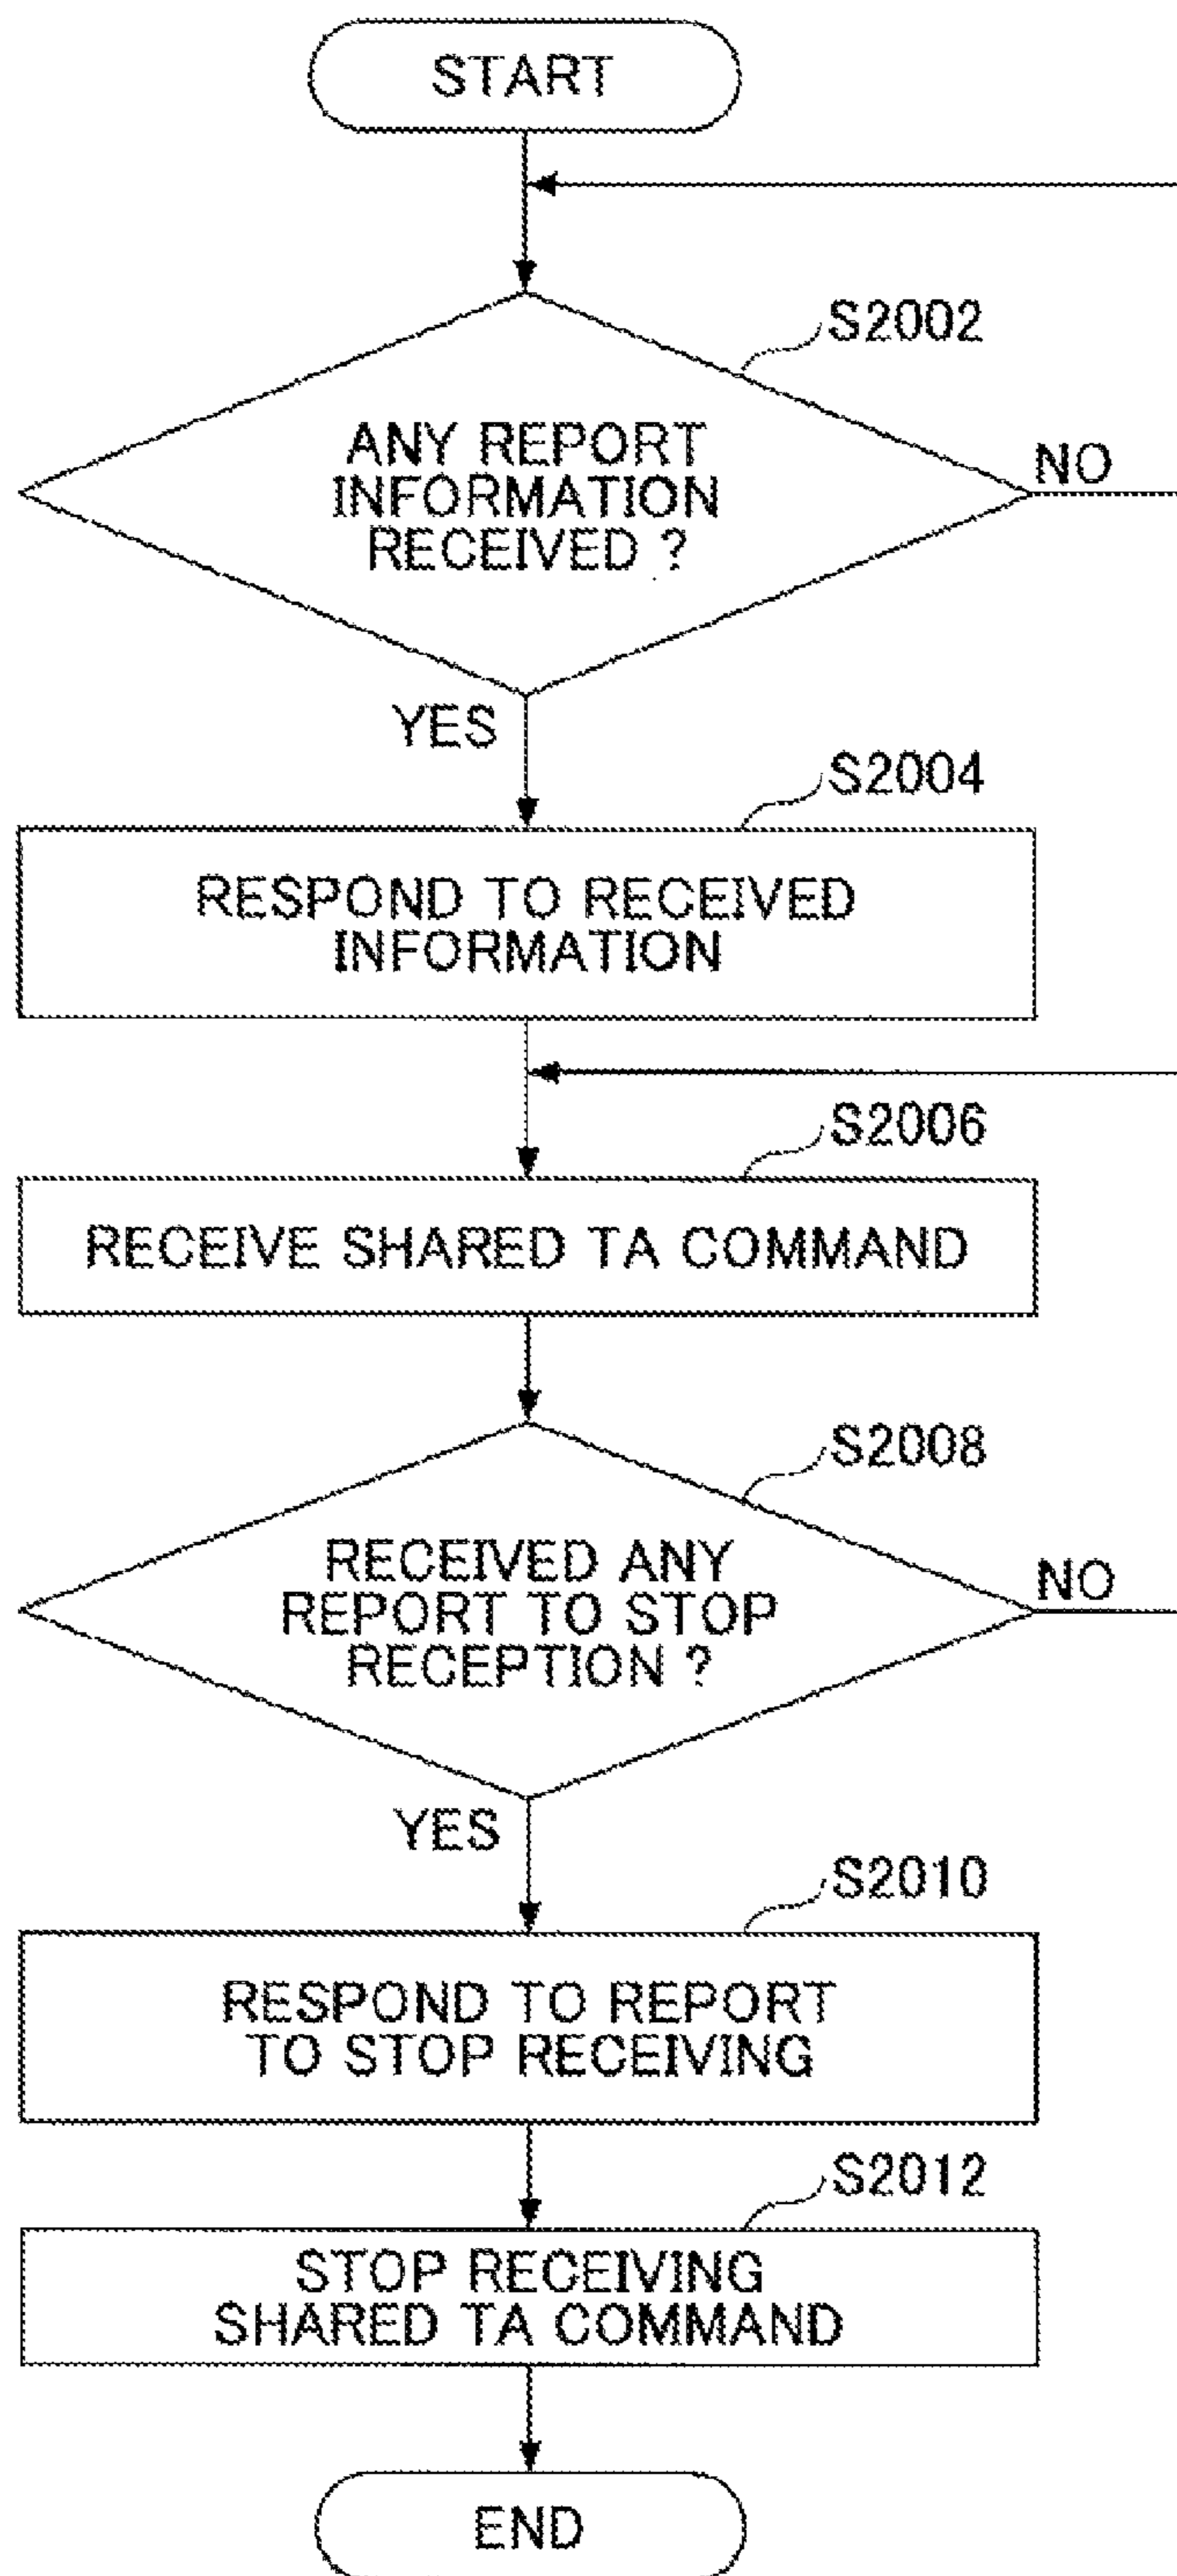 START
S2002
ANY REPORT
INFORMATION
RECEIVED ?
NO
YES
S2004
RESPOND TO RECEIVED
INFORMATION
S2006
RECEIVE SHARED TA COMMAND
S2008
RECEIVED ANY
REPORT TO STOP
RECEPTION ?
NO
YES
S2010
RESPOND TO REPORT
TO STOP RECEIVING
S2012
STOP RECEIVING
SHARED TA COMMAND
END